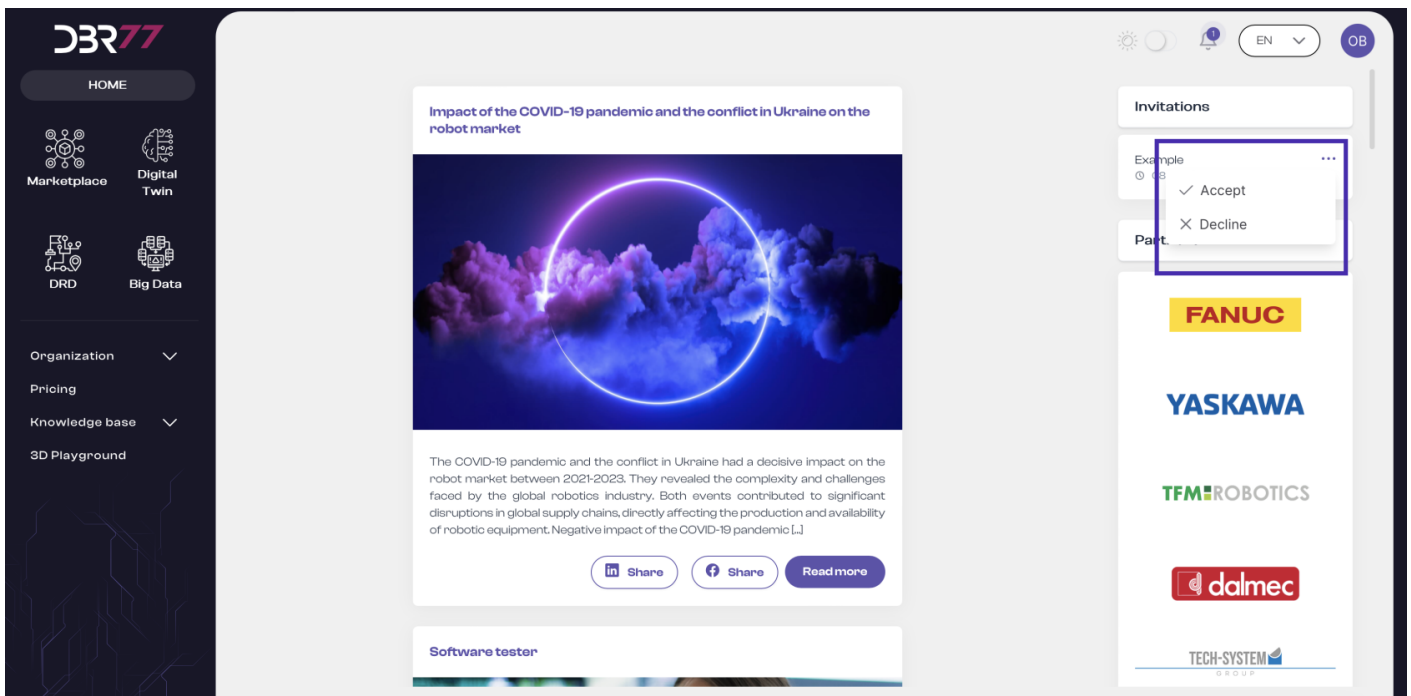 DBR77
HOME
Marketplace
Digital
Twin
DRD
Big Data
Organization
Pricing
Knowledge base
3D Playground
1
EN
OB
Impact of the COVID-19 pandemic and the conflict in Ukraine on the
robot market
The COVID-19 pandemic and the conflict in Ukraine had a decisive impact on the
robot market between 2021-2023. They revealed the complexity and challenges
faced by the global robotics industry. Both events contributed to significant
disruptions in global supply chains, directly affecting the production and availability
of robotic equipment. Negative impact of the COVID-19 pandemic [...]
Share
Share
Read more
Software tester
Invitations
Example
08
Accept
Decline
FANUC
YASKAWA
TFM ROBOTICS
dalmec
TECH-SYSTEM
GROUP